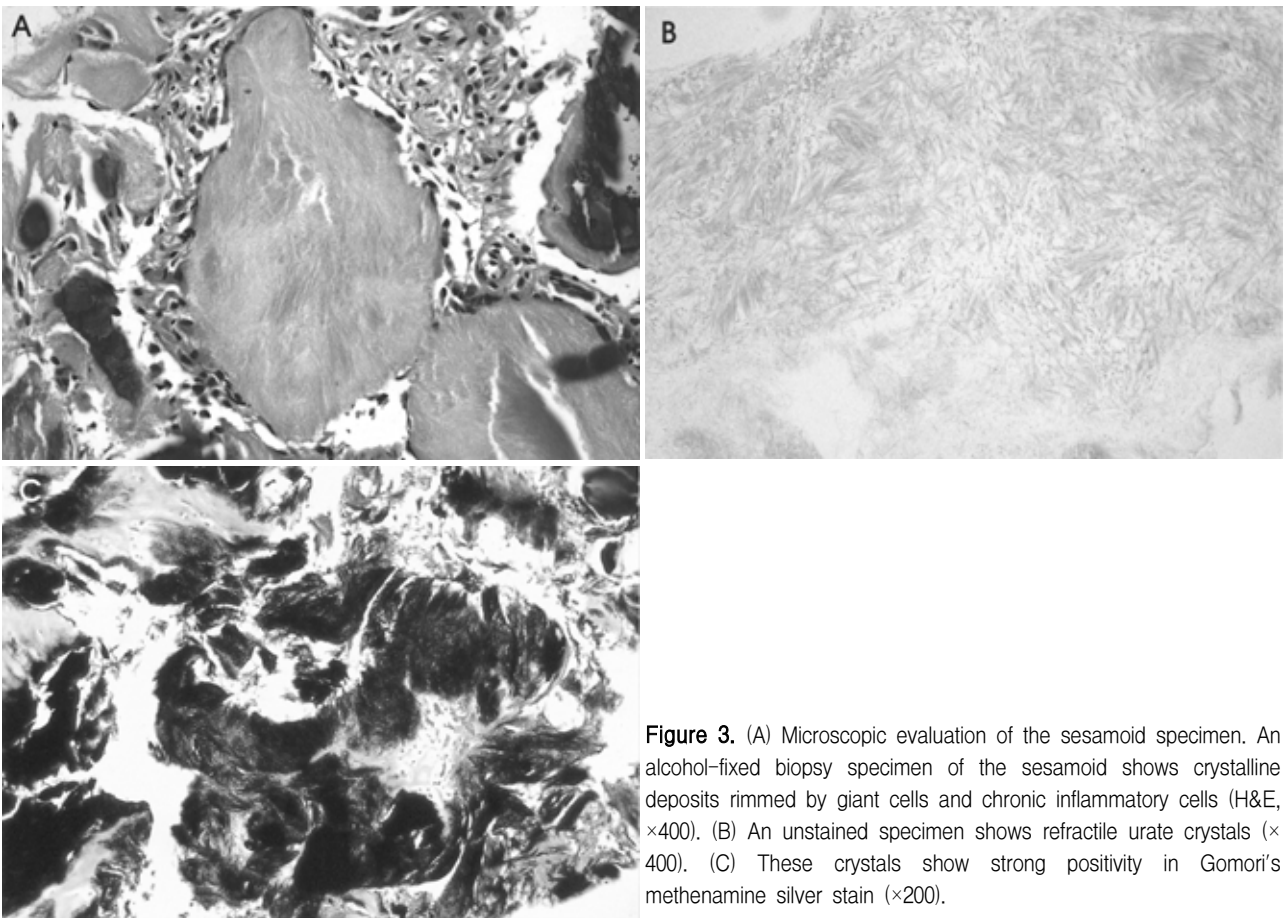 A
B
C
Figure 3. (A) Microscopic evaluation of the sesamoid specimen. An
alcohol-fixed biopsy specimen of the sesamoid shows crystalline
deposits rimmed by giant cells and chronic inflammatory cells (H&E,
×400). (B) An unstained specimen shows refractile urate crystals (×
400). (C) These crystals show strong positivity in Gomori's
methenamine silver stain (×200).